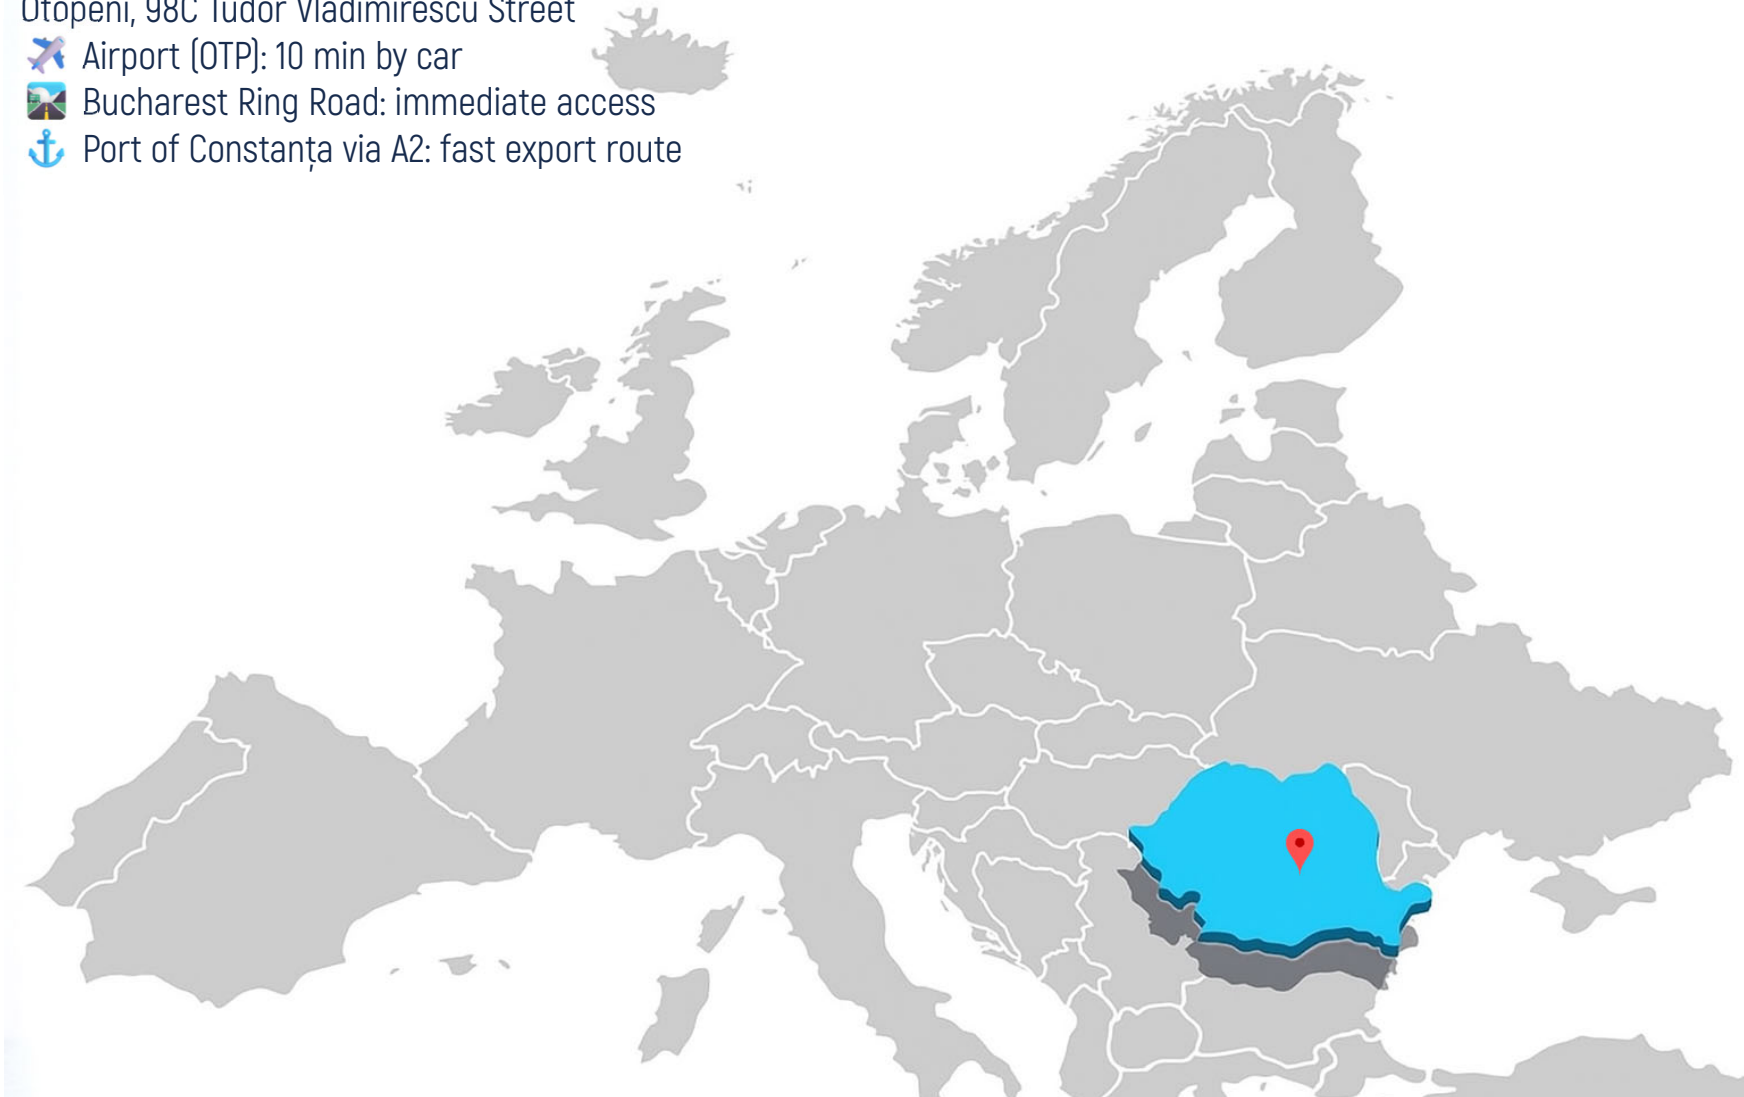 Otopeni, 98C Tudor Vladimirescu Street
Airport (OTP): 10 min by car
Bucharest Ring Road: immediate access
Port of Constanța via A2: fast export route